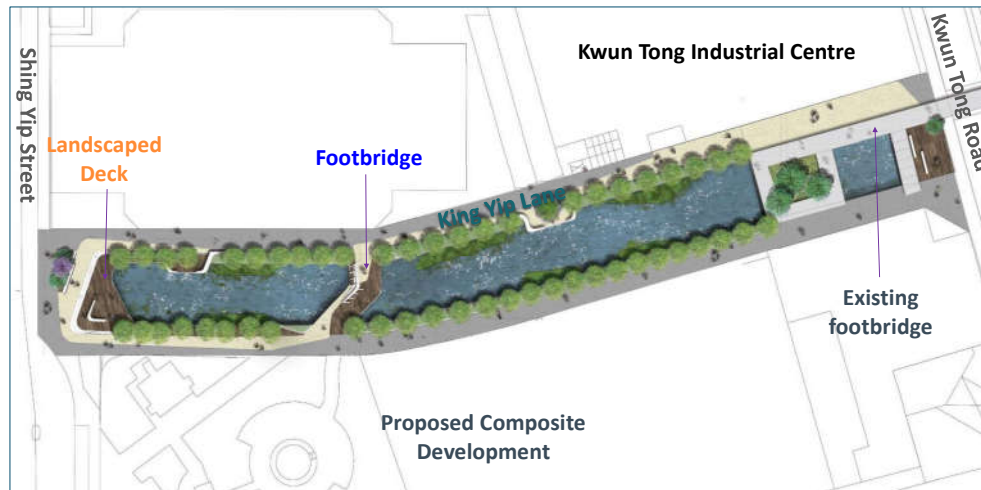 Shing Yip Street
Landscaped
Deck
Footbridge
King Yip Lane
Kwun Tong Industrial Centre
Kwun Tong Road
Existing
footbridge
Proposed Composite
Development